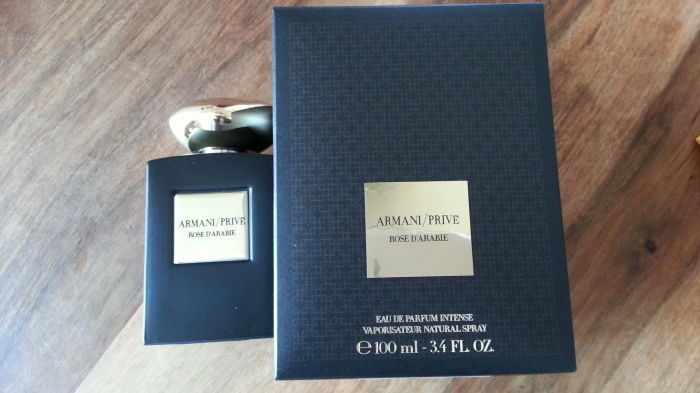 ARMANI/PRIVE
ROSE D'ARABIE
ARMANI/PRIVE
ROSE D'ARABIE
EAU DE PARFUM INTENSE
VAPORISATEUR NATURAL SPRAY
℮ 100 ml - 3.4 FL. OZ.